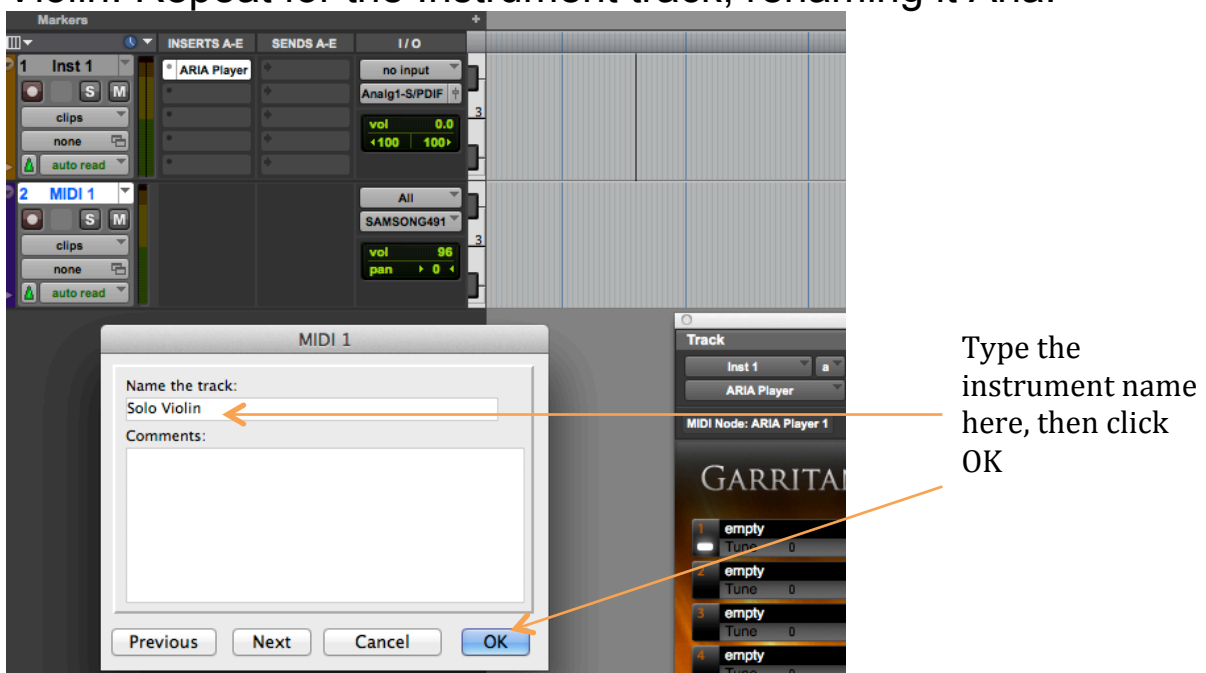 Violin. Repeat for the Instrument track, renaming it Aria.
Markers
INSERTS A-E SENDS A-E I / O
1 Inst 1
ARIA Player
no input
S M
Analg1-S/PDIF
clips
3
vol 0.0
none
100 100
auto read
2 MIDI 1
All
S M
SAMSONG491
clips
3
vol 96
none
pan 0
auto read
MIDI 1
Name the track:
Solo Violin
Comments:
Previous Next Cancel OK
Track
Inst 1 a
ARIA Player
MIDI Node: ARIA Player 1
GARRITAN
1 empty
Tune 0
2 empty
Tune 0
3 empty
Tune 0
4 empty
Tune 0
Type the
instrument name
here, then click
OK